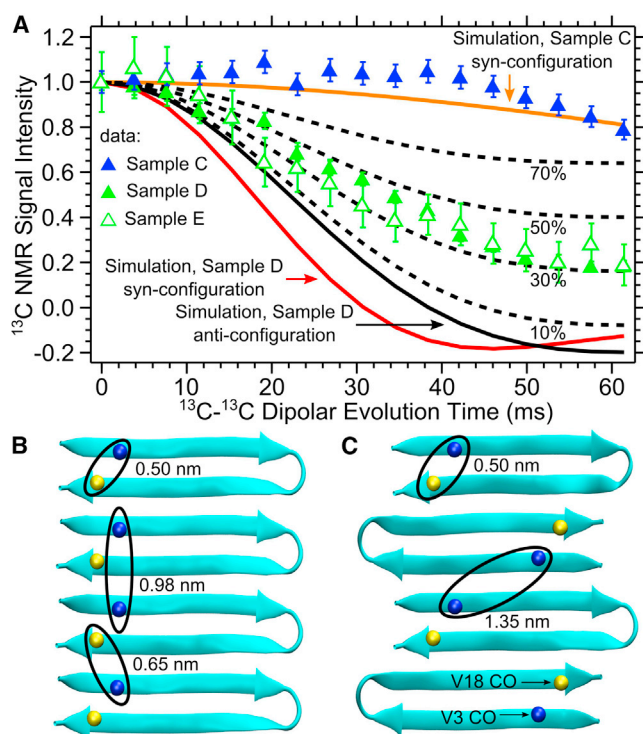 A
1.2
1.0
0.8
0.6
0.4
0.2
0.0
-0.2
¹³C NMR Signal Intensity
Simulation, Sample C
syn-configuration
data:
Sample C
Sample D
Sample E
70%
50%
30%
10%
Simulation, Sample D
syn-configuration
Simulation, Sample D
anti-configuration
0 10 20 30 40 50 60
¹³C-¹³C Dipolar Evolution Time (ms)
B
0.50 nm
0.98 nm
0.65 nm
C
0.50 nm
1.35 nm
V18 CO
V3 CO